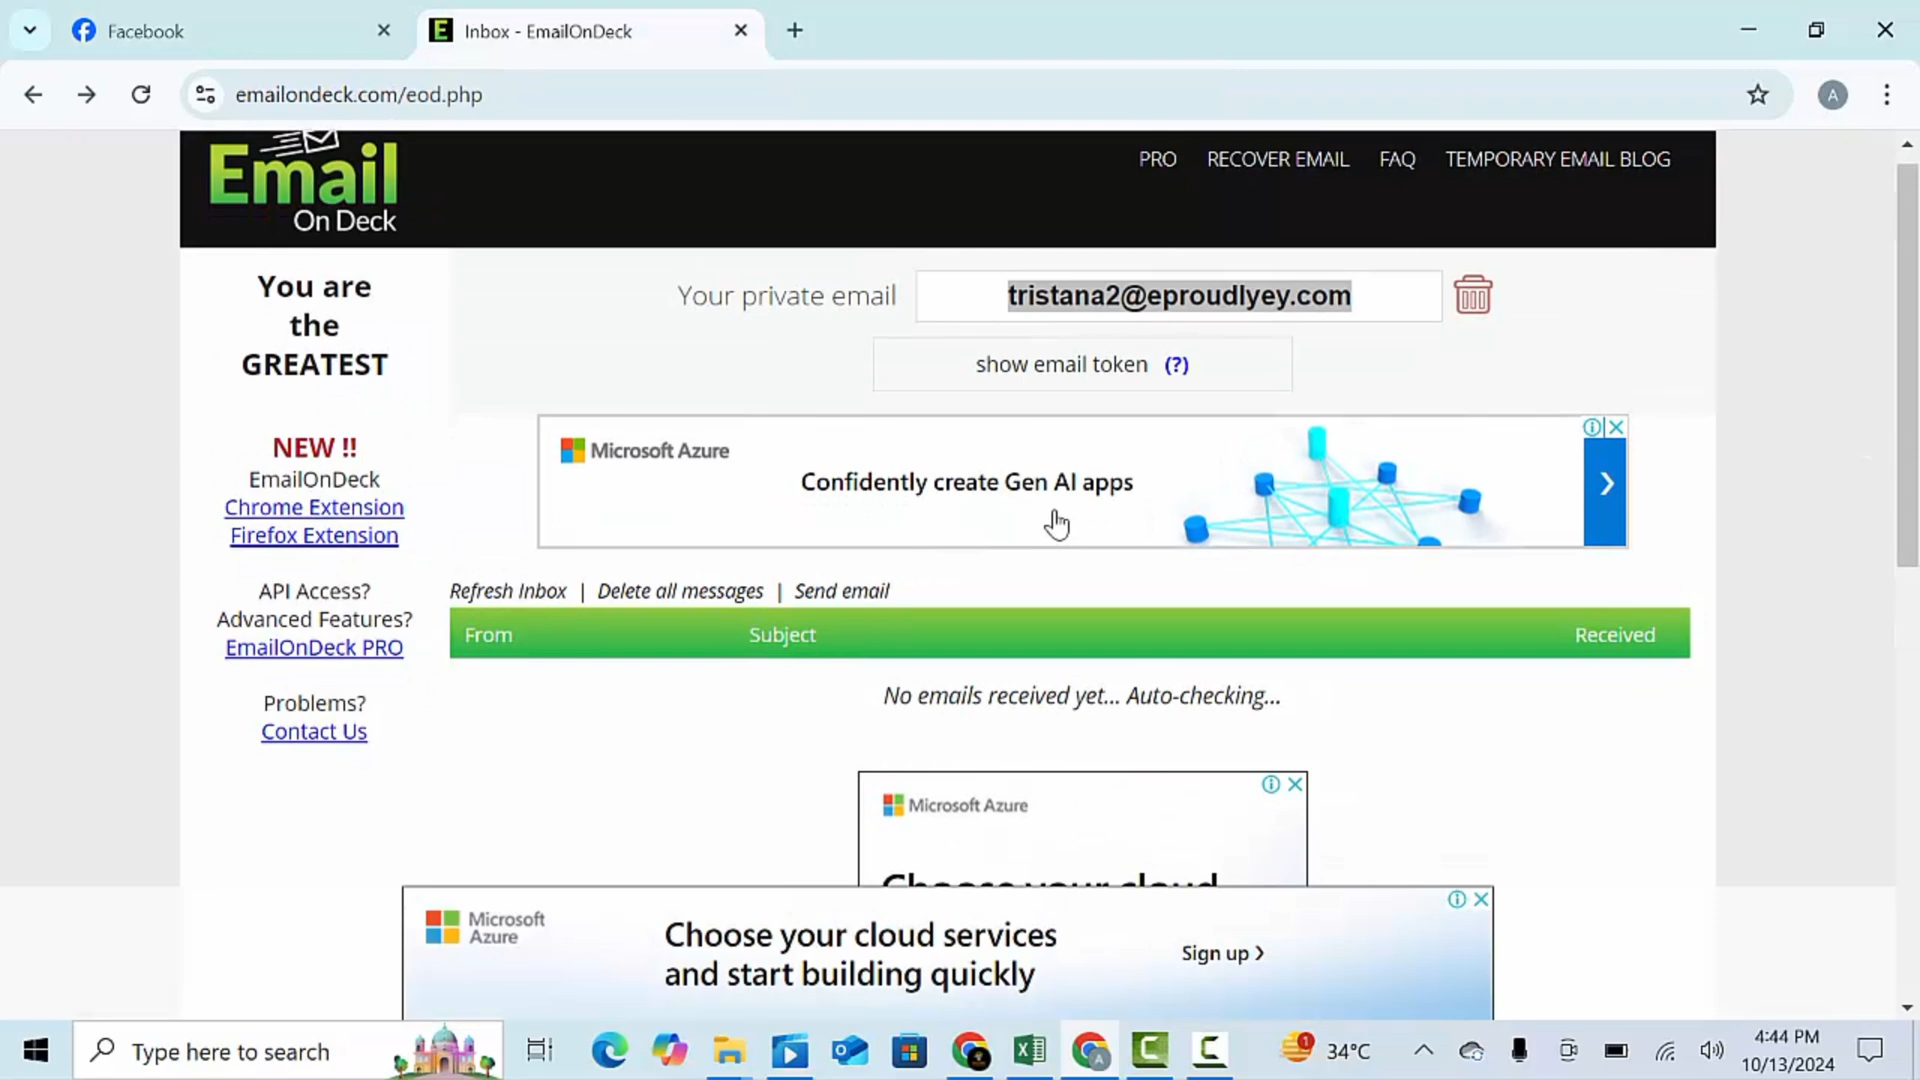 Facebook
Inbox - EmailOnDeck
emailondeck.com/eod.php
A
Email
On Deck
PRO
RECOVER EMAIL
FAQ
TEMPORARY EMAIL BLOG
You are
the
GREATEST
Your private email
tristana2@eproudlyey.com
show email token (?)
NEW !!
EmailOnDeck
Chrome Extension
Firefox Extension
API Access?
Advanced Features?
EmailOnDeck PRO
Problems?
Contact Us
Microsoft Azure
Confidently create Gen AI apps
Refresh Inbox | Delete all messages | Send email
From
Subject
Received
No emails received yet... Auto-checking...
Microsoft Azure
Choose your cloud
Microsoft
Azure
Choose your cloud services
and start building quickly
Sign up
Type here to search
1
34°C
4:44 PM
10/13/2024